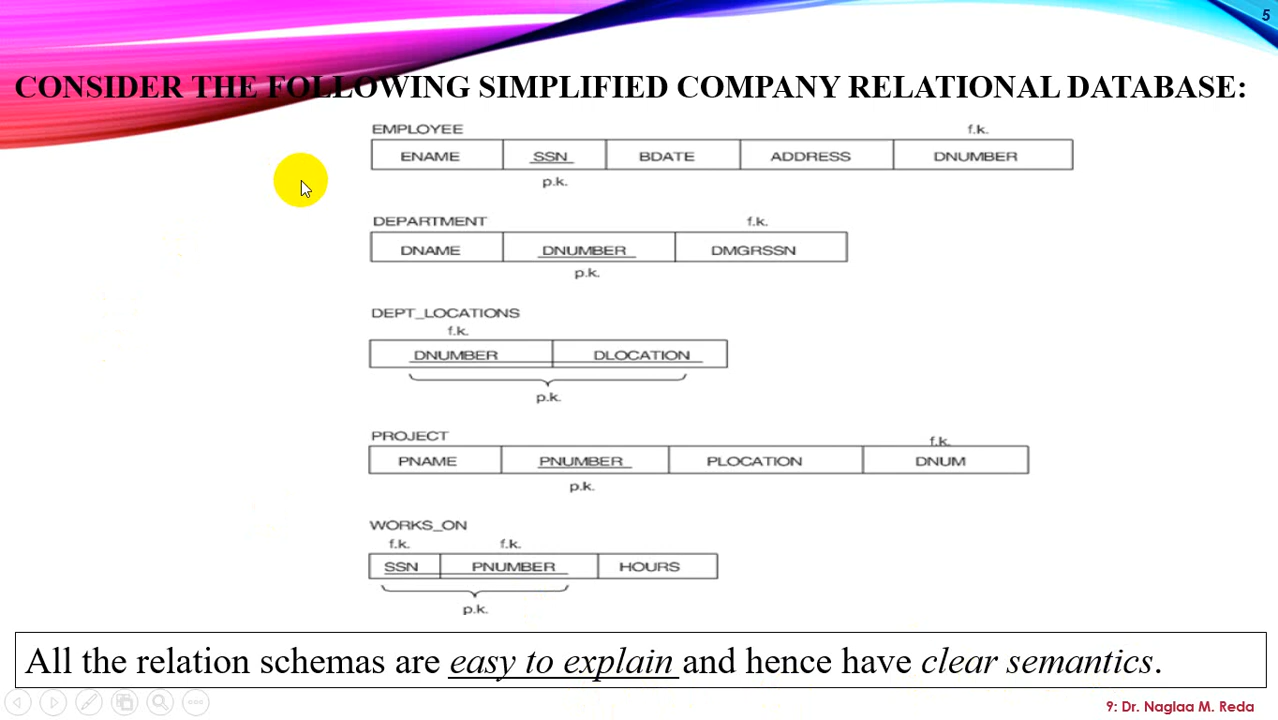 5
CONSIDER THE FOLLOWING SIMPLIFIED COMPANY RELATIONAL DATABASE:
EMPLOYEE f.k.
ENAME SSN BDATE ADDRESS DNUMBER
p.k.
DEPARTMENT f.k.
DNAME DNUMBER DMGRSSN
p.k.
DEPT_LOCATIONS
f.k.
DNUMBER DLOCATION
p.k.
PROJECT f.k.
PNAME PNUMBER PLOCATION DNUM
p.k.
WORKS_ON
f.k. f.k.
SSN PNUMBER HOURS
p.k.
All the relation schemas are easy to explain and hence have clear semantics.
9: Dr. Naglaa M. Reda